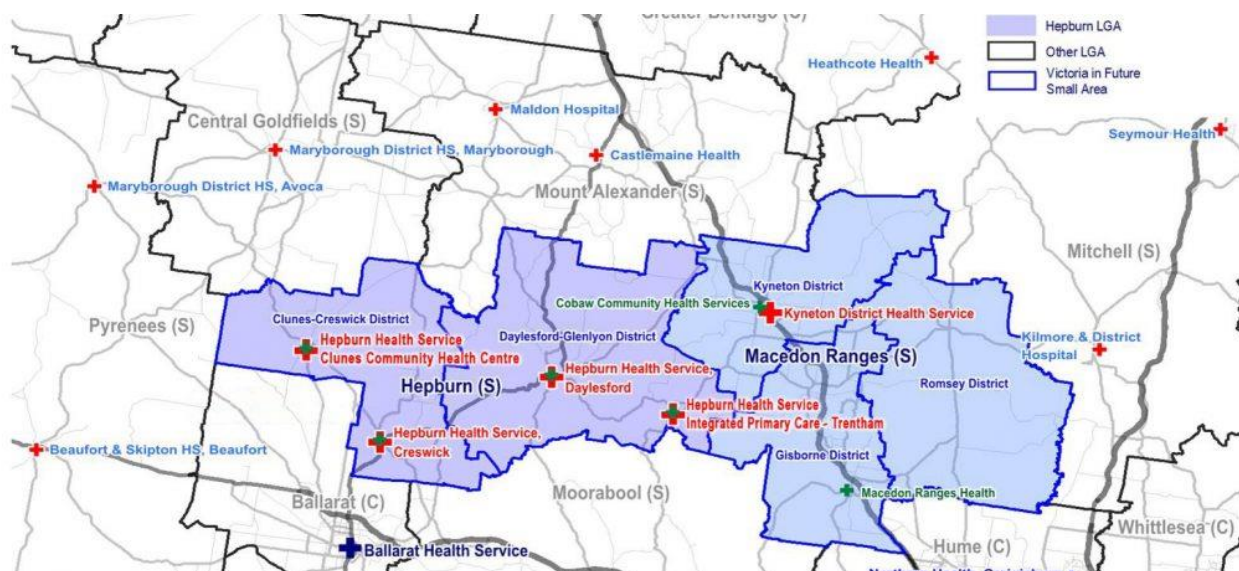 Greater Bendigo (S)
Hepburn LGA
Other LGA
Victoria in Future
Small Area
Heathcote Health
Maldon Hospital
Central Goldfields (S)
Seymour Health
Maryborough District HS, Maryborough
Castlemaine Health
Maryborough District HS, Avoca
Mount Alexander (S)
Mitchell (S)
Kyneton District
Cobaw Community Health Services
Kyneton District Health Service
Clunes-Creswick District
Pyrenees (S)
Hepburn Health Service
Clunes Community Health Centre
Daylesford-Glenlyon District
Kilmore & District
Hospital
Macedon Ranges (S)
Hepburn (S)
Hepburn Health Service,
Daylesford
Romsey District
Hepburn Health Service
Integrated Primary Care - Trentham
Hepburn Health Service,
Creswick
Beaufort & Skipton HS, Beaufort
Gisborne District
Moorabool (S)
Macedon Ranges Health
Ballarat (C)
Whittlesea (C)
Ballarat Health Service
Hume (C)